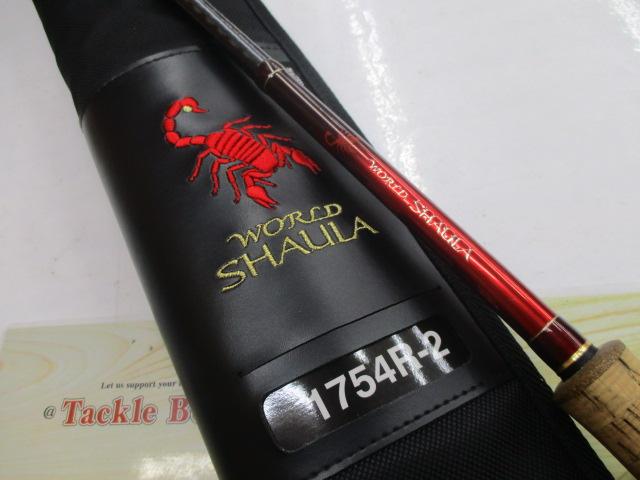 WORLD
SHAULA
1754R-2
WORLD SHAULA
Let us support your
@ Tackle B